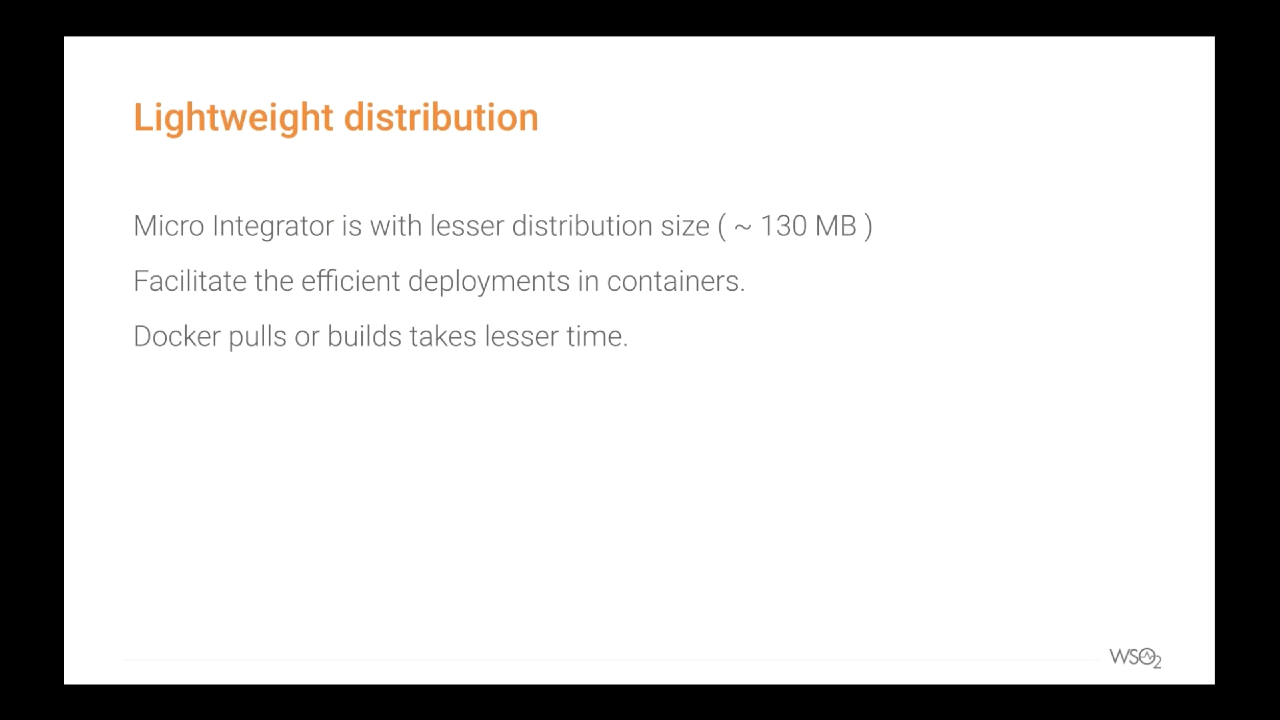 Lightweight distribution
Micro Integrator is with lesser distribution size ( ~ 130 MB )
Facilitate the efficient deployments in containers.
Docker pulls or builds takes lesser time.
WSO2